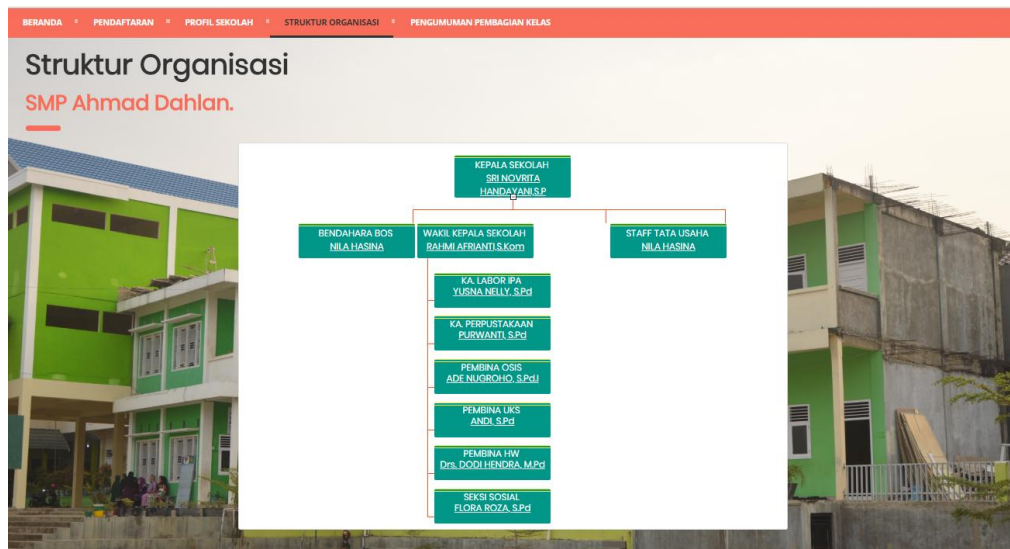 BERANDA PENDAFTARAN PROFIL SEKOLAH STRUKTUR ORGANISASI PENGUMUMAN PEMBAGIAN KELAS
Struktur Organisasi
SMP Ahmad Dahlan.
KEPALA SEKOLAH
SRI NOVRITA
HANDAYANI,S.P
BENDAHARA BOS
NILA HASINA
WAKIL KEPALA SEKOLAH
RAHMI AFRIANTI,S.Kom
STAFF TATA USAHA
NILA HASINA
KA. LABOR IPA
YUSNA NELLY, S.Pd
KA. PERPUSTAKAAN
PURWANTI, S.Pd
PEMBINA OSIS
ADE NUGROHO, S.Pd.I
PEMBINA UKS
ANDI, S.Pd
PEMBINA HW
Drs. DODI HENDRA, M.Pd
SEKSI SOSIAL
FLORA ROZA, S.Pd